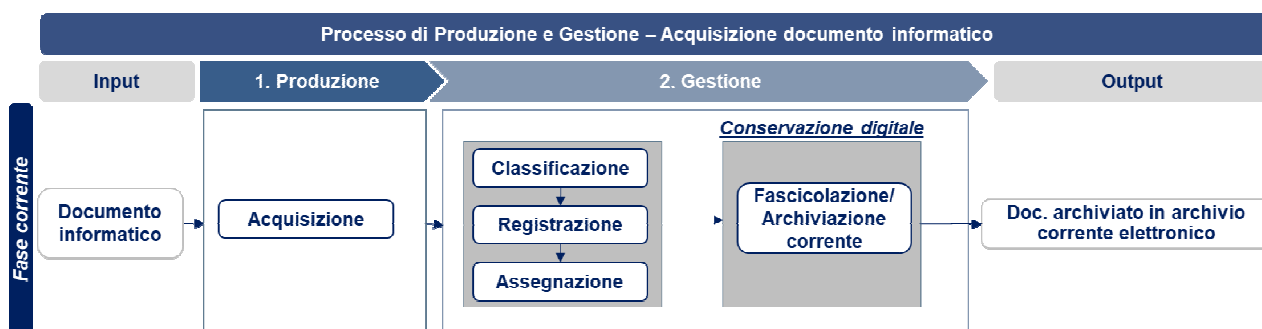 Processo di Produzione e Gestione – Acquisizione documento informatico
Input
1. Produzione
2. Gestione
Output
Fase corrente
Documento
informatico
Acquisizione
Classificazione
Registrazione
Assegnazione
Conservazione digitale
Fascicolazione/
Archiviazione
corrente
Doc. archiviato in archivio
corrente elettronico